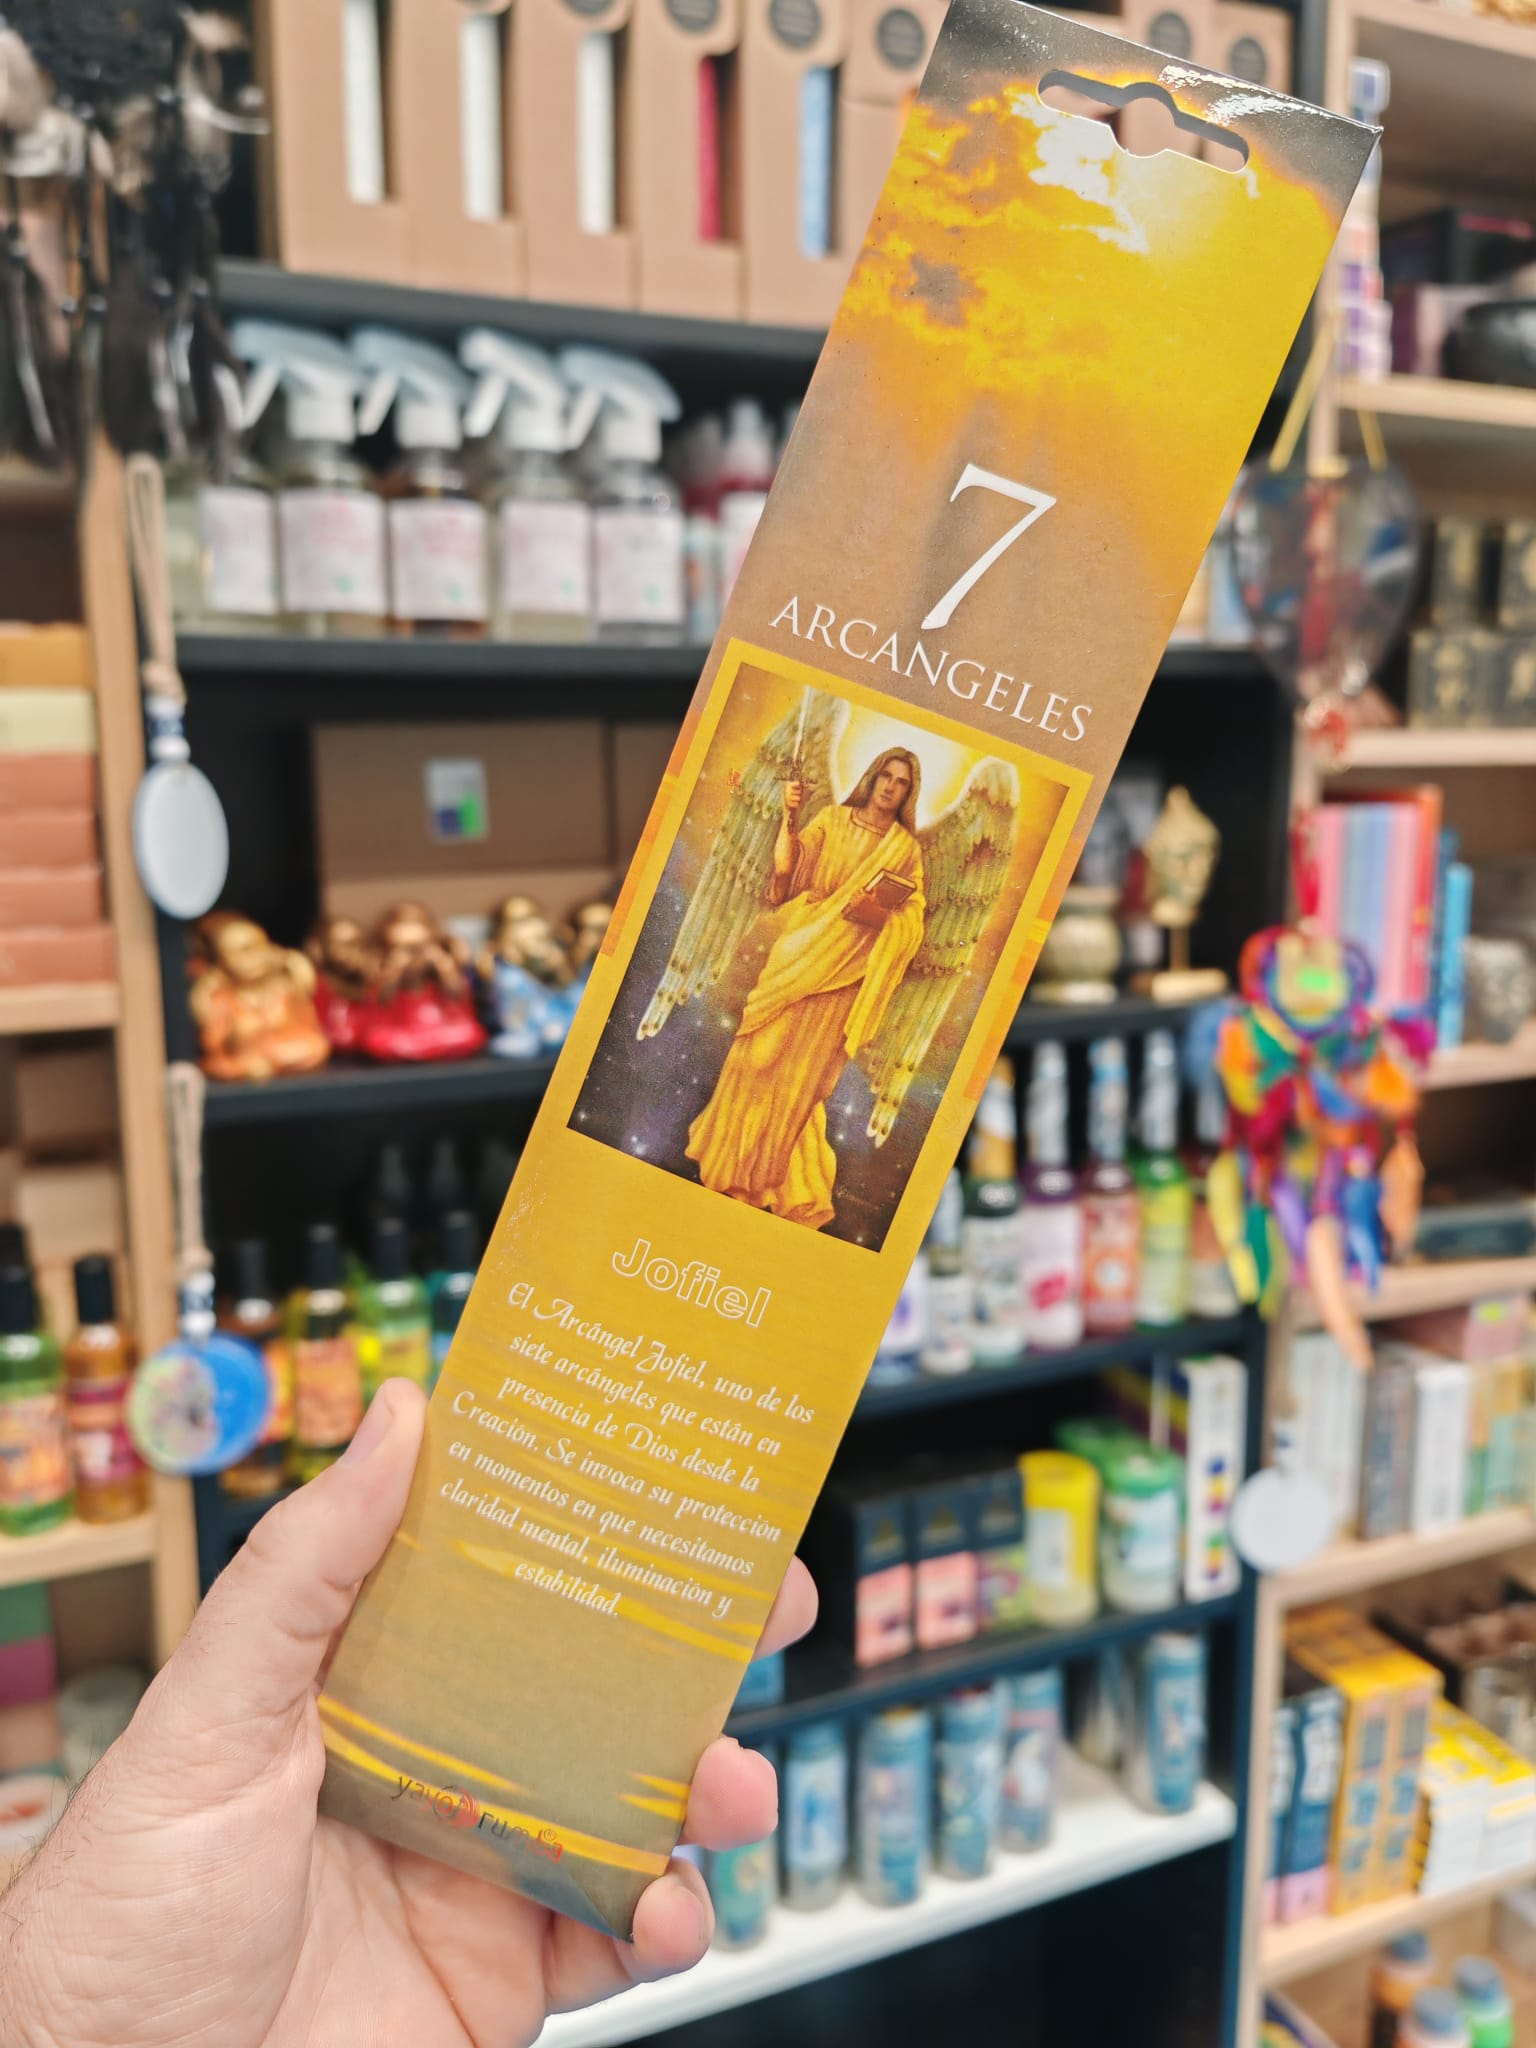 7
ARCANGELES
Jofiel
El Arcángel Jofiel, uno de los
siete arcángeles que están en
presencia de Dios desde la
Creación. Se invoca su protección
en momentos en que necesitamos
claridad mental, iluminación y
estabilidad.